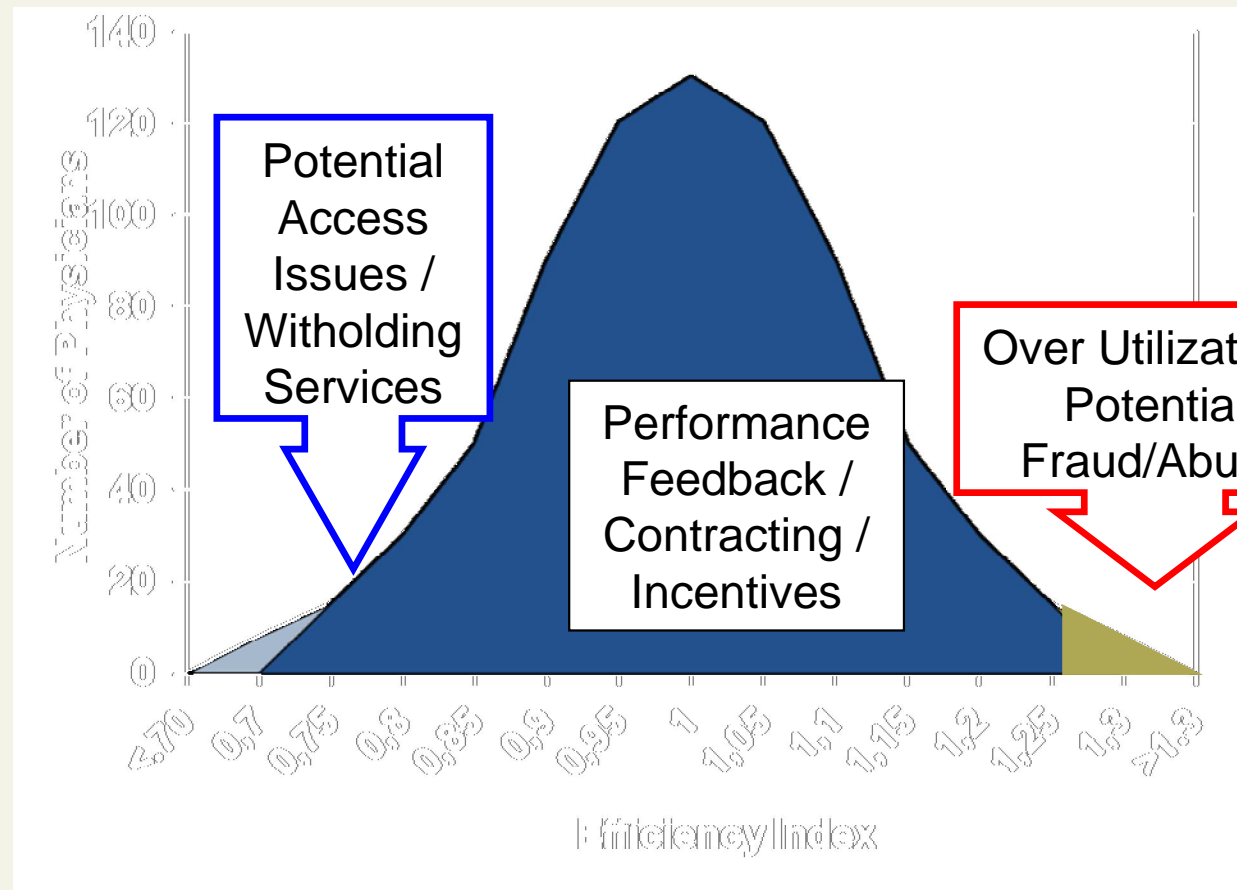 140
120
100
80
60
40
20
0
Number of Physicians
Potential
Access
Issues /
Witholding
Services
Performance
Feedback /
Contracting /
Incentives
Over Utilizat
Potentia
Fraud/Abu
<.70
0,7
0,75
0,8
0,85
0,9
0,95
1
1,05
1,1
1,15
1,2
1,25
1,3
>1.3
Efficiency Index